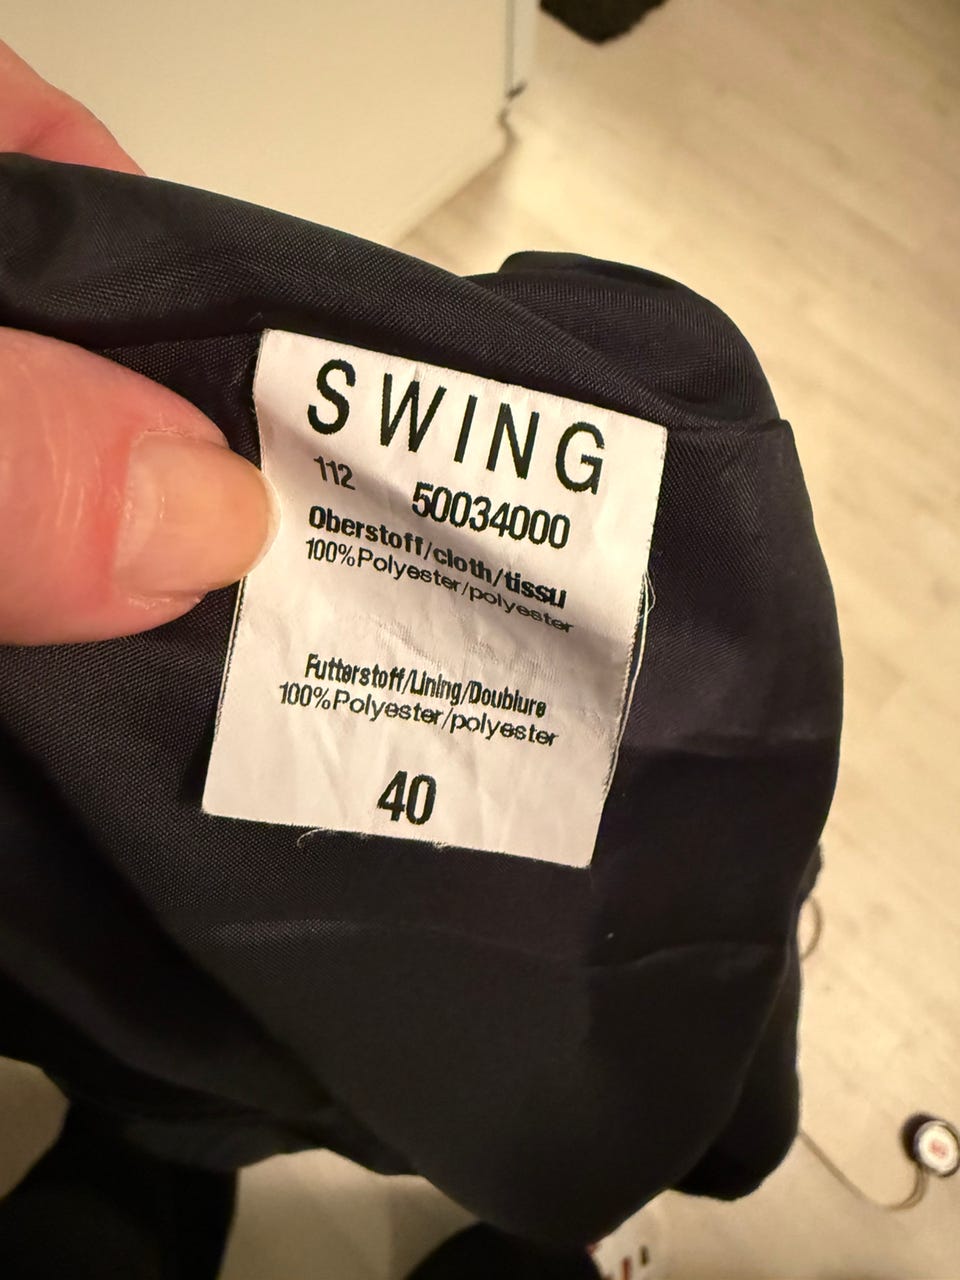 SWING
112 50034000
Oberstoff/cloth/tissu
100%Polyester/polyester
Futterstoff/Lining/Doublure
100%Polyester/polyester
40